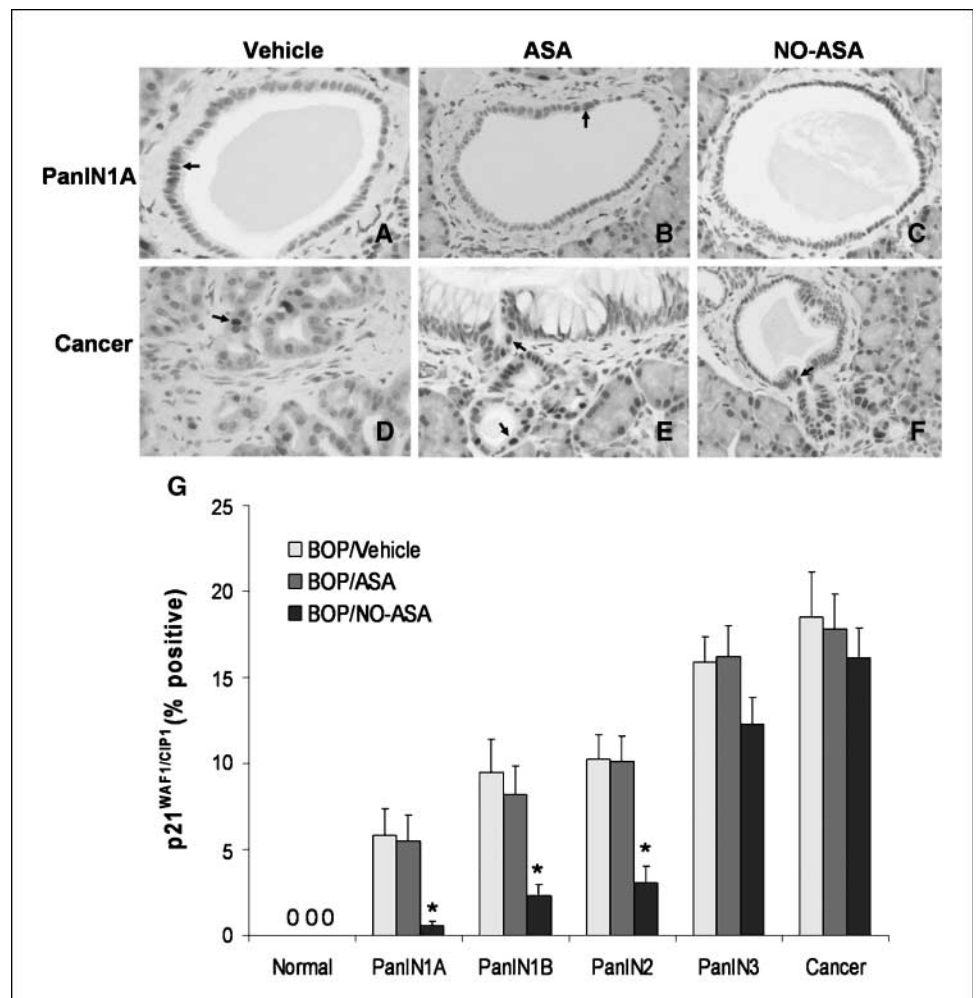 Vehicle ASA NO-ASA
PanIN1A
A B C
Cancer
D E F
G
25
20
15
10
5
0
p21WAF1/CIP1 (% positive)
BOP/Vehicle
BOP/ASA
BOP/NO-ASA
0 0 0
* * *
Normal PanIN1A PanIN1B PanIN2 PanIN3 Cancer